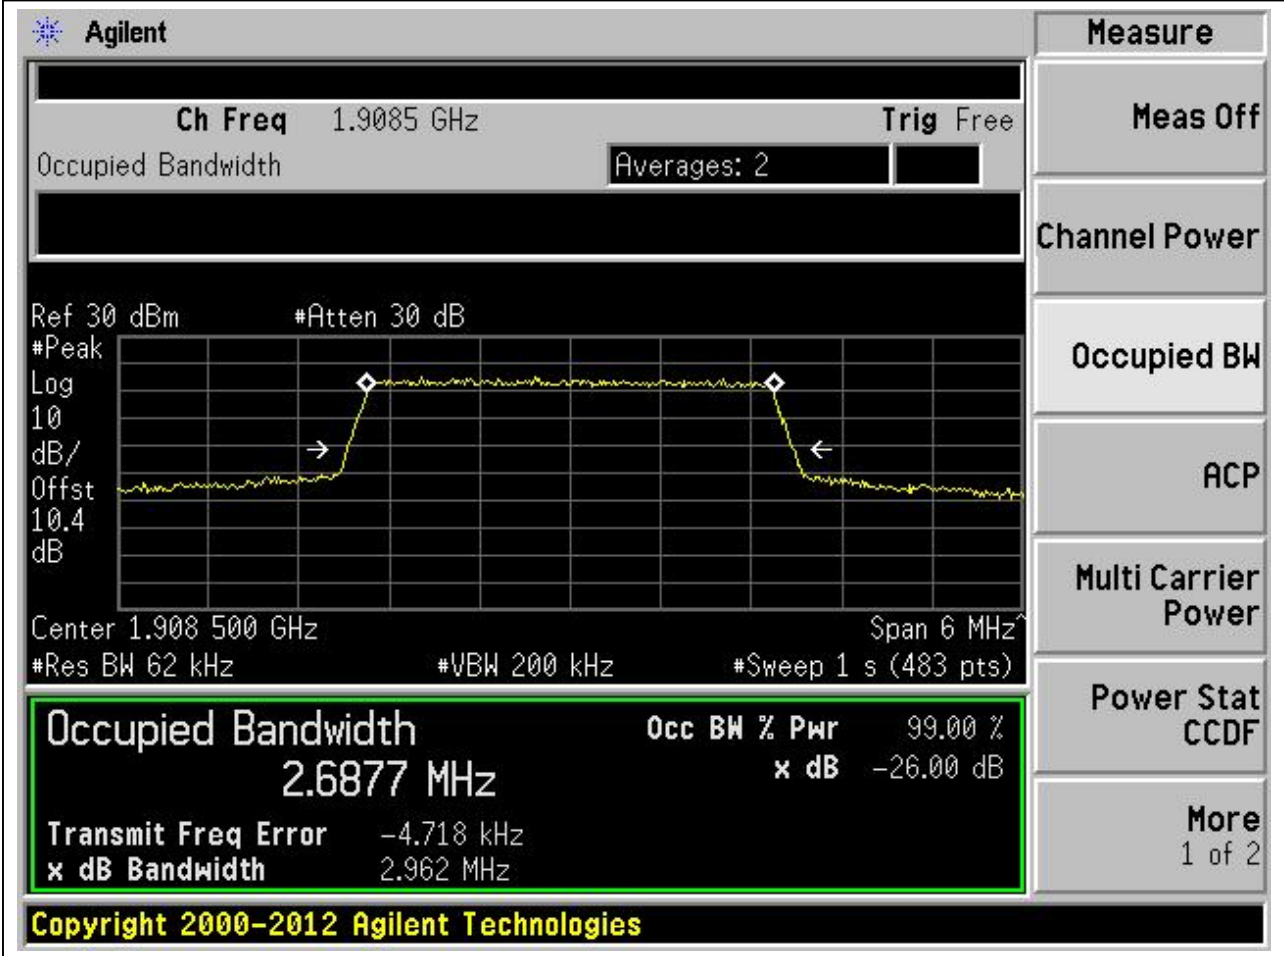 Agilent
Measure
Ch Freq 1.9085 GHz Trig Free
Occupied Bandwidth Averages: 2
Meas Off
Channel Power
Occupied BW
ACP
Multi Carrier
Power
Power Stat
CCDF
More
1 of 2
Ref 30 dBm #Atten 30 dB
#Peak
Log
10
dB/
Offst
10.4
dB
Center 1.908 500 GHz Span 6 MHz^
#Res BW 62 kHz #VBW 200 kHz #Sweep 1 s (483 pts)
Occupied Bandwidth Occ BW % Pwr 99.00 %
2.6877 MHz x dB -26.00 dB
Transmit Freq Error -4.718 kHz
x dB Bandwidth 2.962 MHz
Copyright 2000-2012 Agilent Technologies